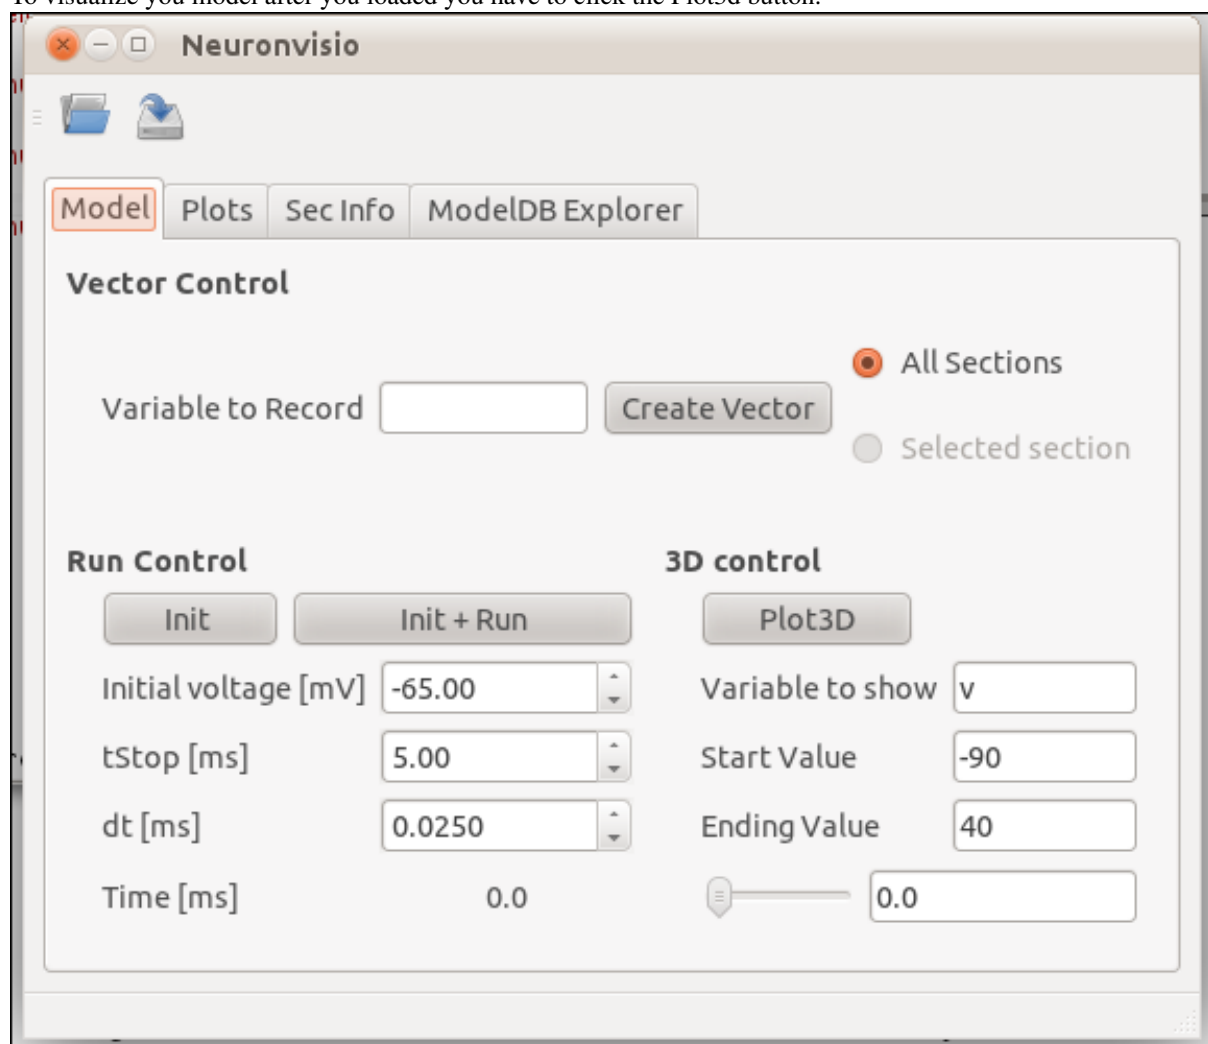 To visualize you model after you loaded you have to click the Plot3d button.
Neuronvisio
Model Plots Sec Info ModelDB Explorer
Vector Control
All Sections
Variable to Record Create Vector
Selected section
Run Control 3D control
Init Init + Run Plot3D
Initial voltage [mV] -65.00 Variable to show v
tStop [ms] 5.00 Start Value -90
dt [ms] 0.0250 Ending Value 40
Time [ms] 0.0 0.0